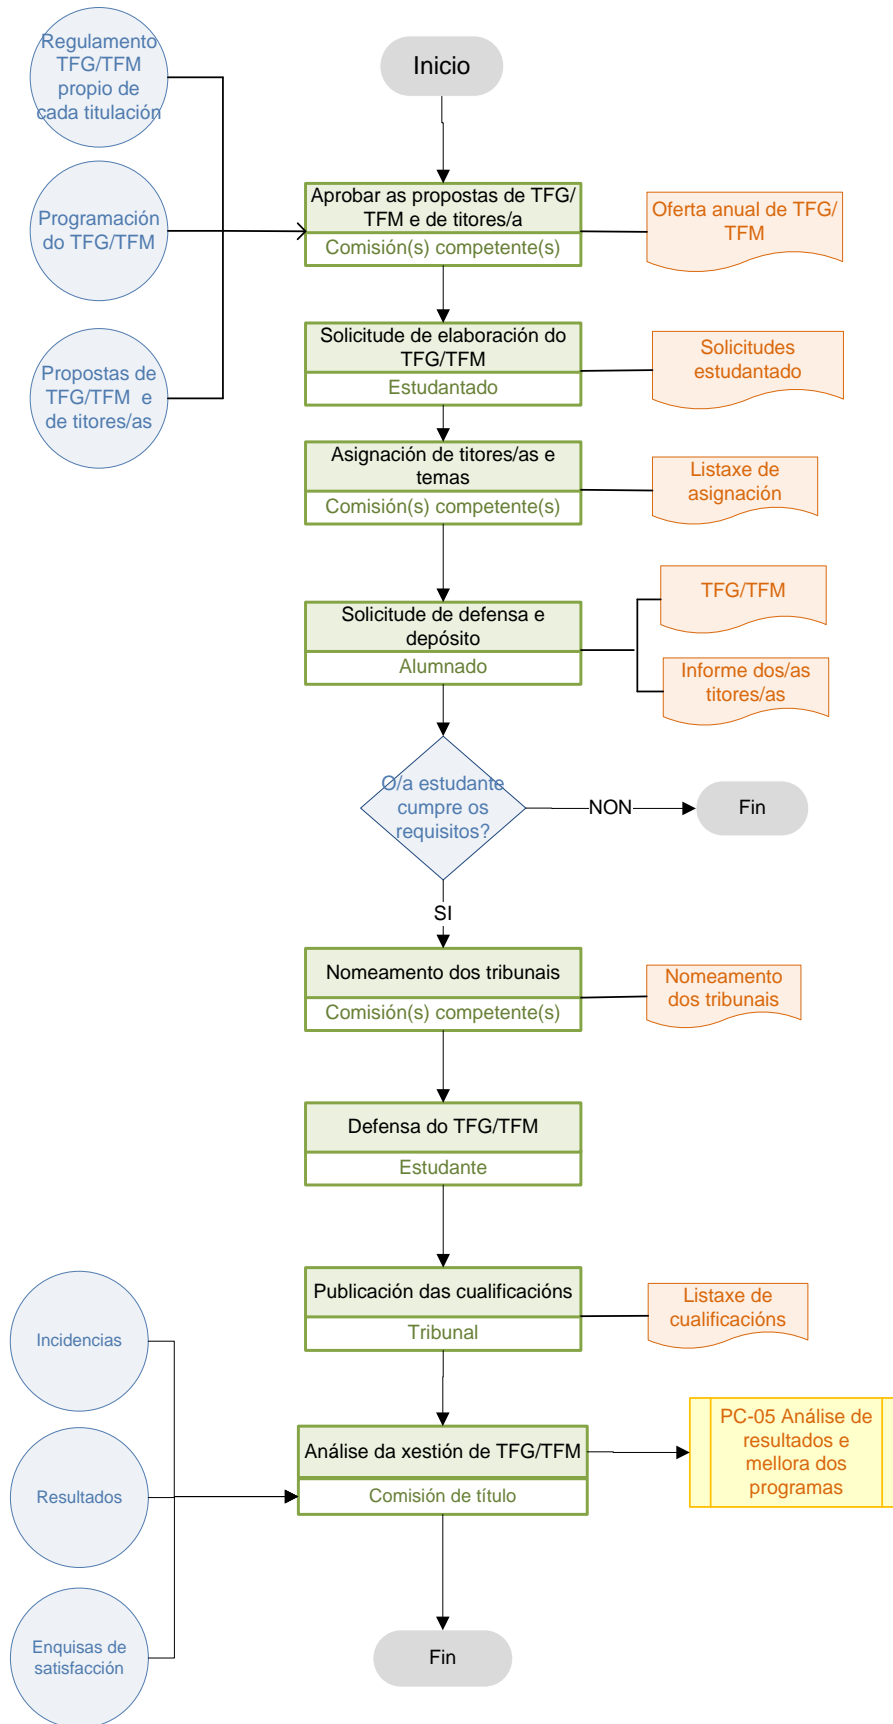 Regulamento
TFG/TFM
propio de
cada titulación
Inicio
Aprobar as propostas de TFG/
TFM e de titores/a
Comisión(s) competente(s)
Oferta anual de TFG/
TFM
Programación
do TFG/TFM
Solicitude de elaboración do
TFG/TFM
Estudantado
Solicitudes
estudantado
Propostas de
TFG/TFM e
de titores/as
Asignación de titores/as e
temas
Comisión(s) competente(s)
Listaxe de
asignación
Solicitude de defensa e
depósito
Alumnado
TFG/TFM
Informe dos/as
titores/as
O/a estudante
cumpre os
requisitos?
NON
Fin
SI
Nomeamento dos tribunais
Comisión(s) competente(s)
Nomeamento
dos tribunais
Defensa do TFG/TFM
Estudante
Publicación das cualificacións
Tribunal
Listaxe de
cualificacións
Incidencias
Análise da xestión de TFG/TFM
Comisión de título
PC-05 Análise de
resultados e
mellora dos
programas
Resultados
Enquisas de
satisfacción
Fin